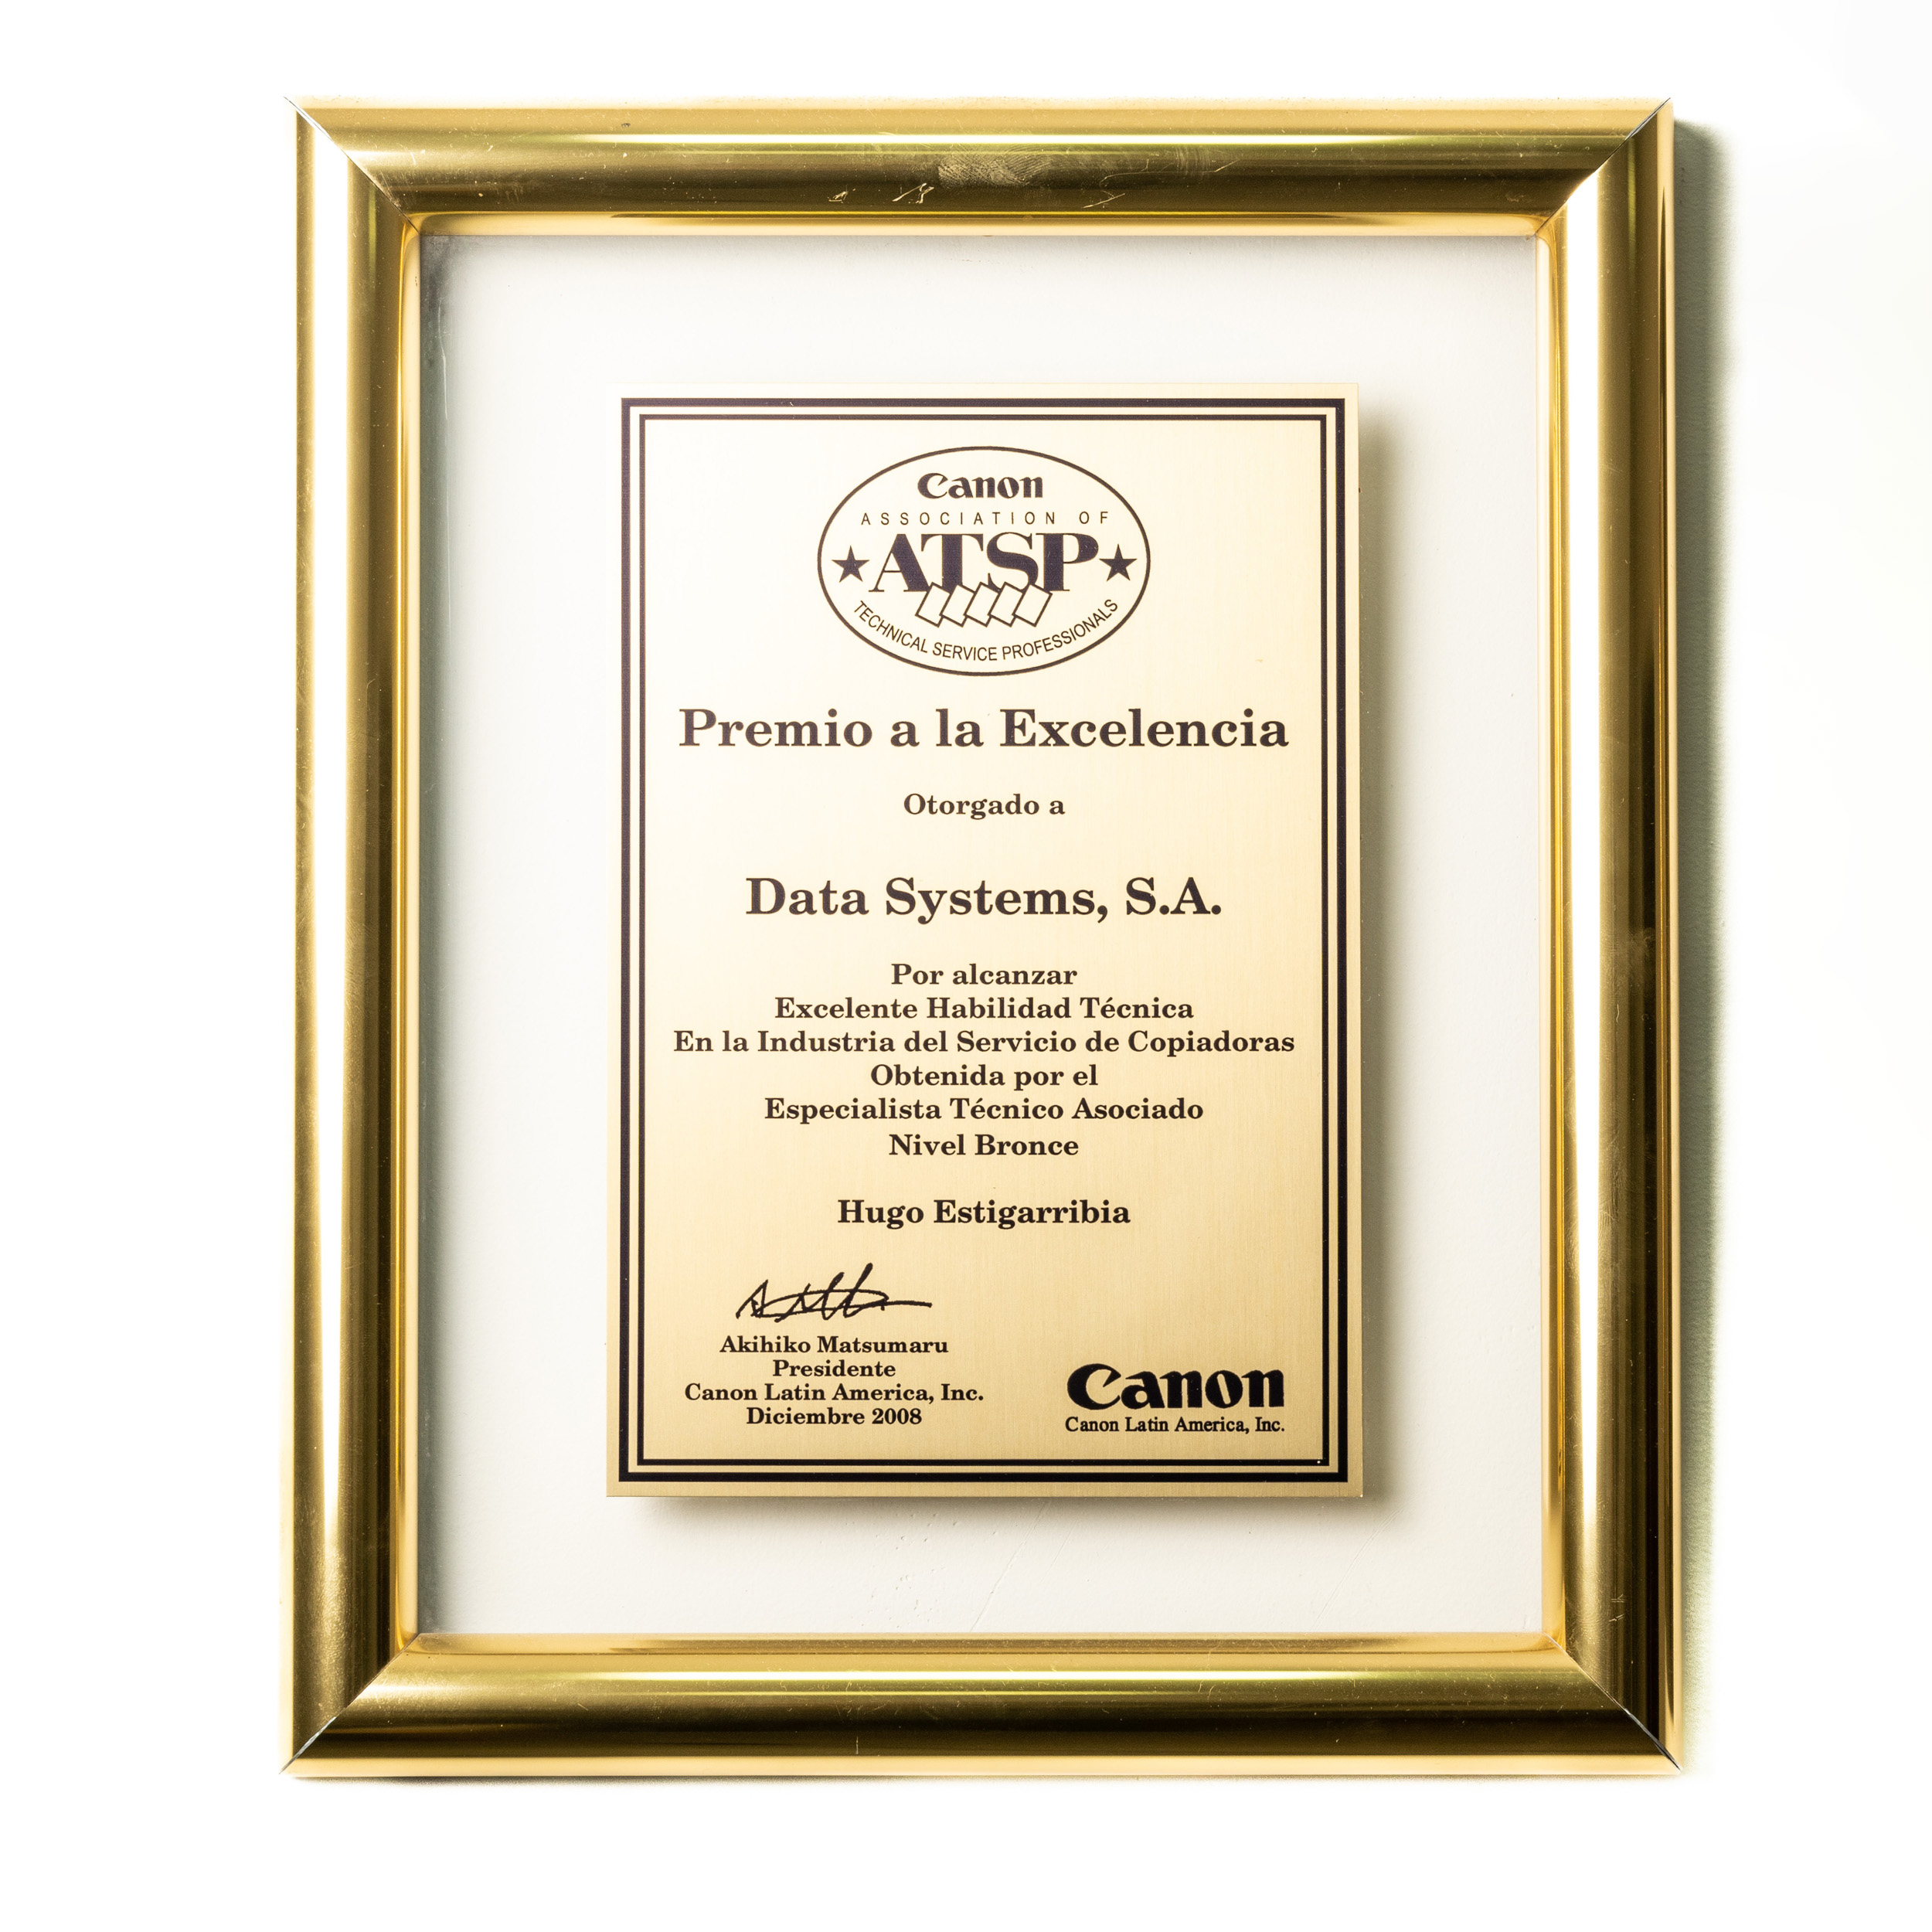 Canon
ASSOCIATION OF
ATSP
TECHNICAL SERVICE PROFESSIONALS
Premio a la Excelencia
Otorgado a
Data Systems, S.A.
Por alcanzar
Excelente Habilidad Técnica
En la Industria del Servicio de Copiadoras
Obtenida por el
Especialista Técnico Asociado
Nivel Bronce
Hugo Estigarribia
Akihiko Matsumaru
Presidente
Canon Latin America, Inc.
Diciembre 2008
Canon
Canon Latin America, Inc.